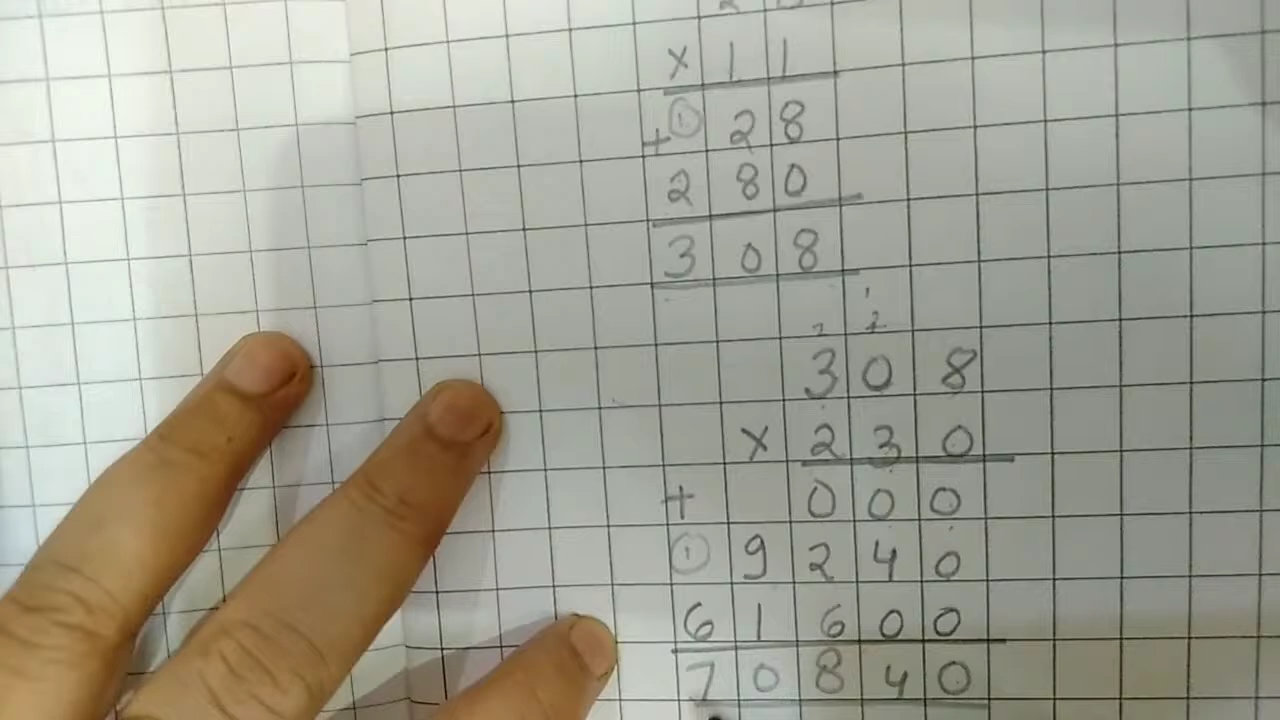 × 1 1
+ ① 2 8
2 8 0
3 0 8
1
2 2
3 0 8
× 2 3 0
+ 0 0 0
① 9 2 4 0
6 1 6 0 0
7 0 8 4 0